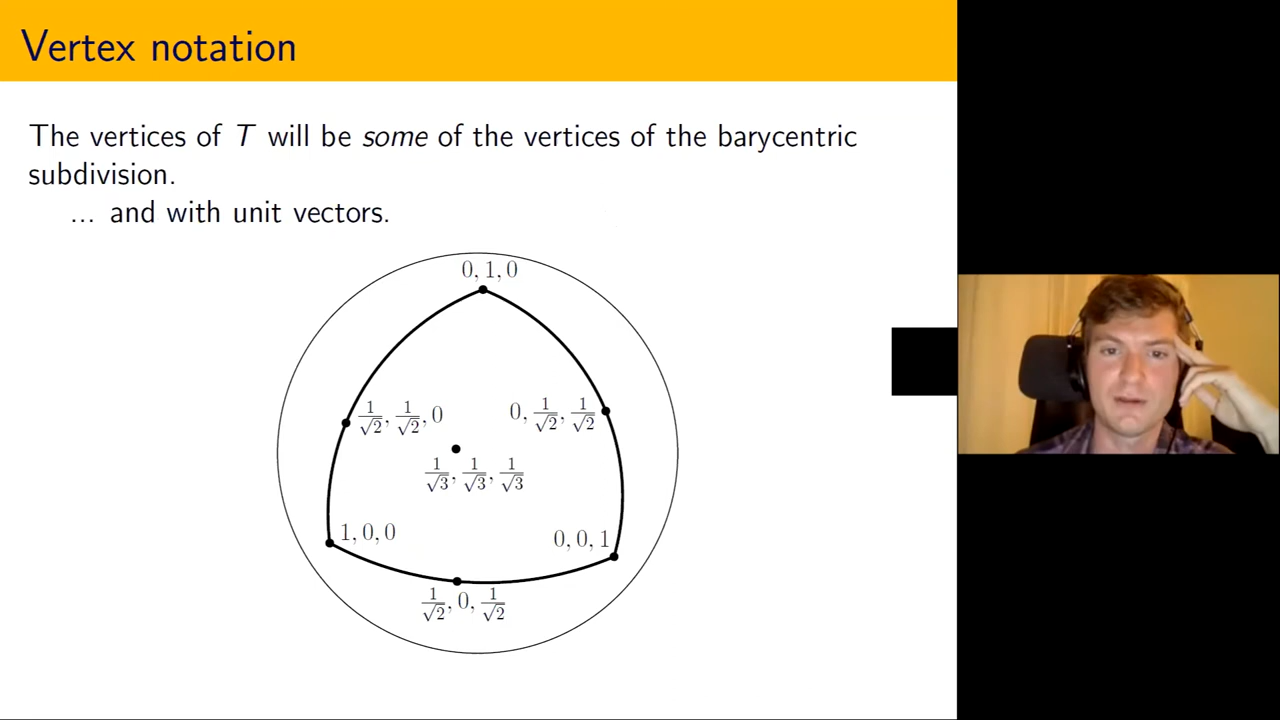 Vertex notation
The vertices of T will be some of the vertices of the barycentric
subdivision.
... and with unit vectors.
0, 1, 0
1/√2, 1/√2, 0
0, 1/√2, 1/√2
1/√3, 1/√3, 1/√3
1, 0, 0
0, 0, 1
1/√2, 0, 1/√2